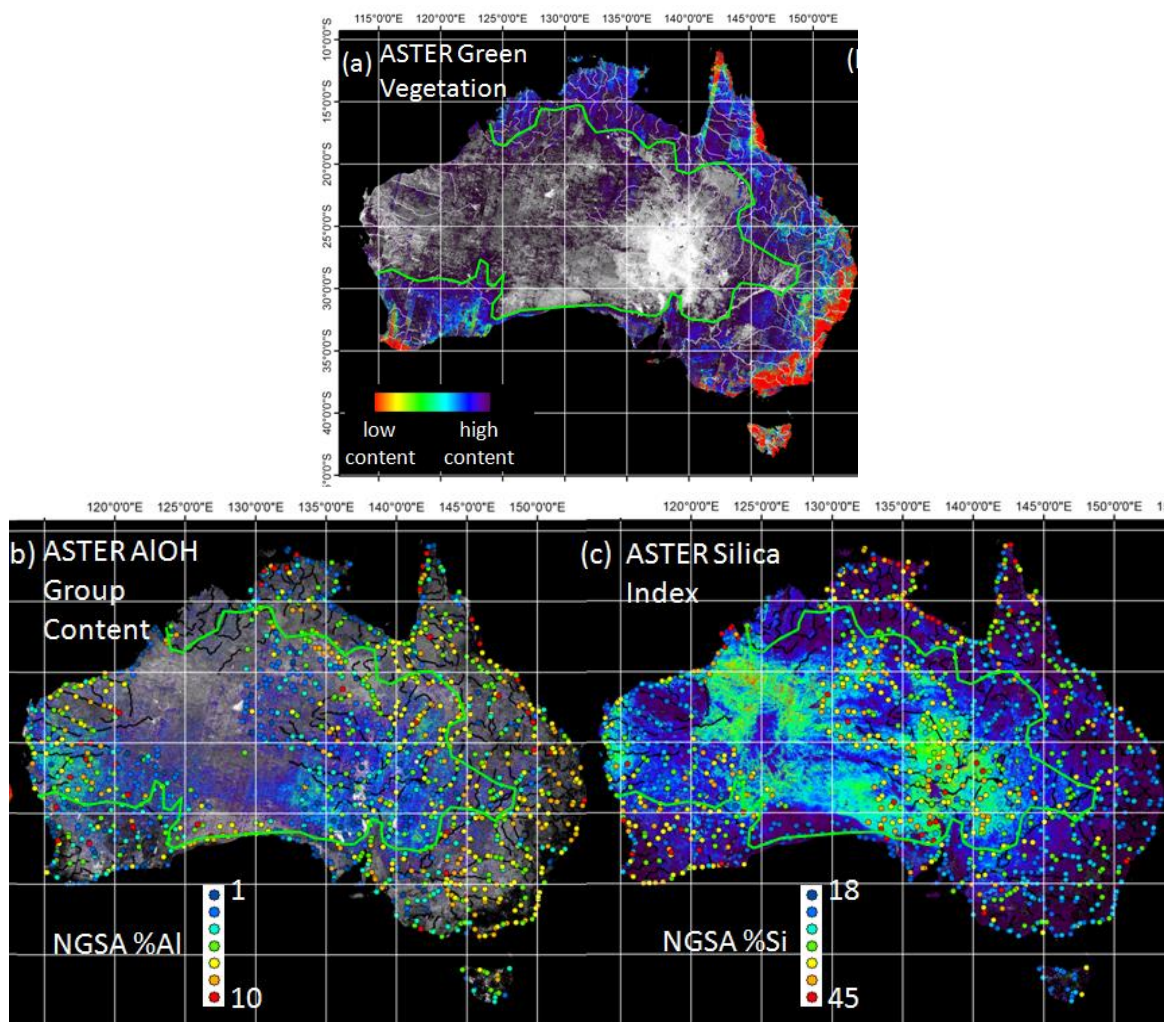 115°0'0"E 120°0'0"E 125°0'0"E 130°0'0"E 135°0'0"E 140°0'0"E 145°0'0"E 150°0'0"E
(a) ASTER Green
Vegetation
10°0'0"S
15°0'0"S
20°0'0"S
25°0'0"S
30°0'0"S
35°0'0"S
40°0'0"S
low
content
high
content
120°0'0"E 125°0'0"E 130°0'0"E 135°0'0"E 140°0'0"E 145°0'0"E 150°0'0"E
b) ASTER AlOH
Group
Content
1
NGSA %Al
10
120°0'0"E 125°0'0"E 130°0'0"E 135°0'0"E 140°0'0"E 145°0'0"E 150°0'0"E
(c) ASTER Silica
Index
18
NGSA %Si
45